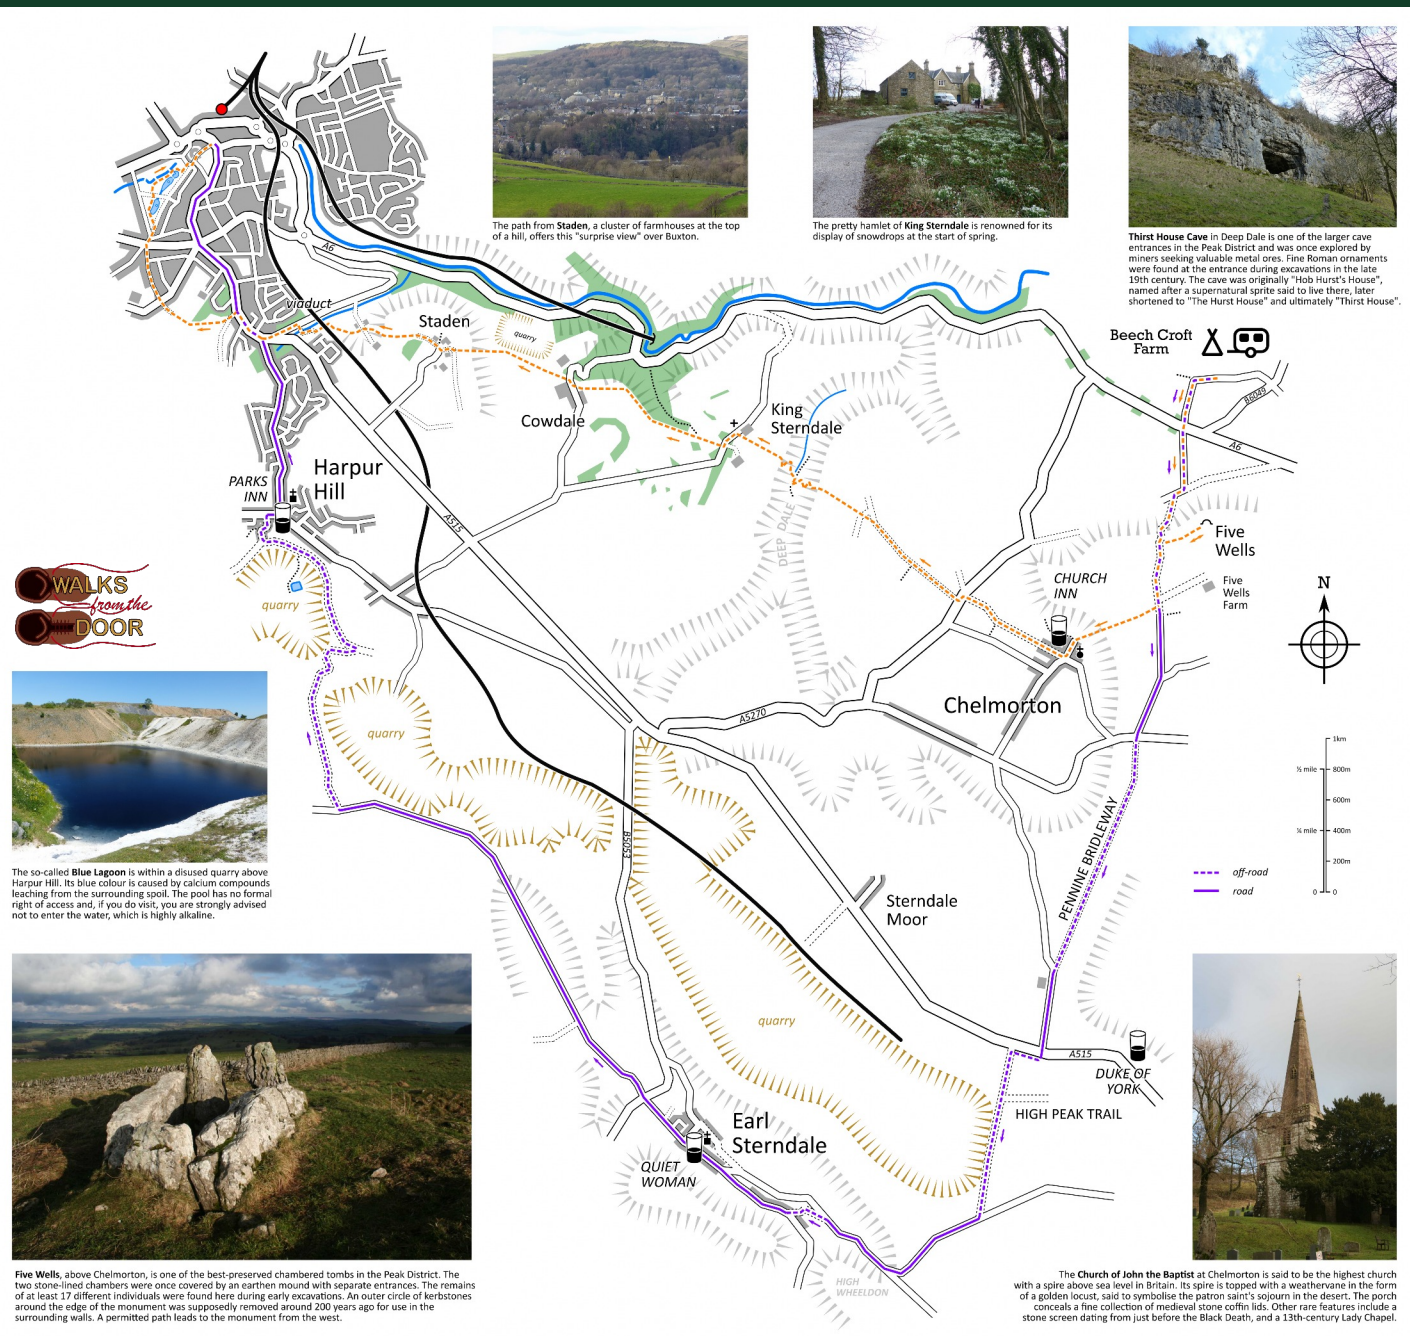 The path from Staden, a cluster of farmhouses at the top
of a hill, offers this "surprise view" over Buxton.
The pretty hamlet of King Sterndale is renowned for its
display of snowdrops at the start of spring.
Thirst House Cave in Deep Dale is one of the larger cave
entrances in the Peak District and was once explored by
miners seeking valuable metal ores. Fine Roman ornaments
were found at the entrance during excavations in the late
19th century. The cave was originally "Hob Hurst's House",
named after a supernatural sprite said to live there, later
shortened to "The Hurst House" and ultimately "Thirst House".
A6
viaduct
Staden
quarry
Beech Croft
Farm
B6049
Cowdale
King
Sterndale
A6
PARKS
INN
Harpur
Hill
A515
DEEP DALE
Five
Wells
WALKS
from the
DOOR
quarry
CHURCH
INN
Five
Wells
Farm
N
Chelmorton
A5270
quarry
1km
½ mile
800m
600m
¼ mile
400m
200m
0
0
B5053
PENNINE BRIDLEWAY
off-road
road
The so-called Blue Lagoon is within a disused quarry above
Harpur Hill. Its blue colour is caused by calcium compounds
leaching from the surrounding spoil. The pool has no formal
right of access and, if you do visit, you are strongly advised
not to enter the water, which is highly alkaline.
Sterndale
Moor
quarry
A515
DUKE OF
YORK
HIGH PEAK TRAIL
Earl
Sterndale
QUIET
WOMAN
HIGH
WHEELDON
Five Wells, above Chelmorton, is one of the best-preserved chambered tombs in the Peak District. The
two stone-lined chambers were once covered by an earthen mound with separate entrances. The remains
of at least 17 different individuals were found here during early excavations. An outer circle of kerbstones
around the edge of the monument was supposedly removed around 200 years ago for use in the
surrounding walls. A permitted path leads to the monument from the west.
The Church of John the Baptist at Chelmorton is said to be the highest church
with a spire above sea level in Britain. Its spire is topped with a weathervane in the form
of a golden locust, said to symbolise the patron saint's sojourn in the desert. The porch
conceals a fine collection of medieval stone coffin lids. Other rare features include a
stone screen dating from just before the Black Death, and a 13th-century Lady Chapel.